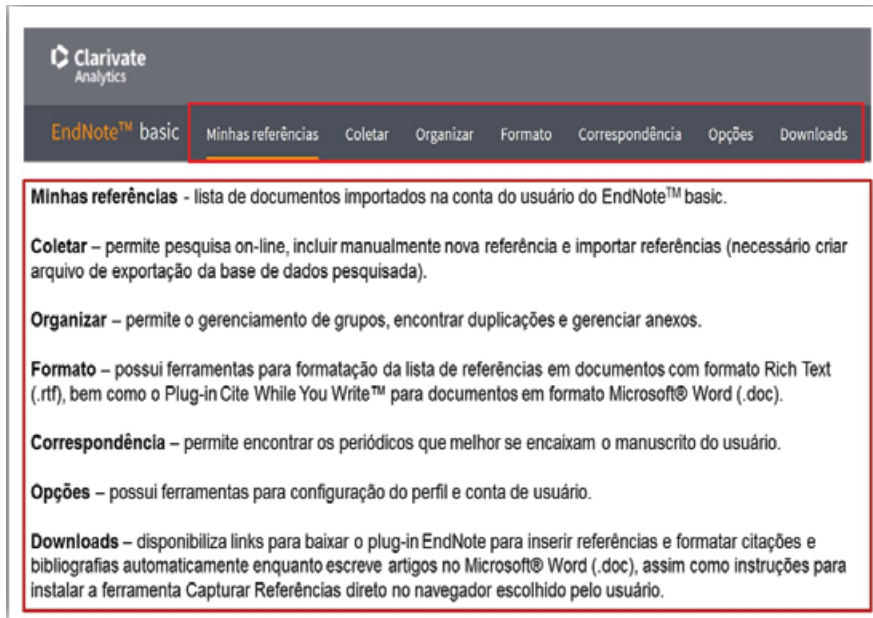 Clarivate
Analytics
EndNote™ basic Minhas referências Coletar Organizar Formato Correspondência Opções Downloads
Minhas referências - lista de documentos importados na conta do usuário do EndNote™ basic.
Coletar – permite pesquisa on-line, incluir manualmente nova referência e importar referências (necessário criar
arquivo de exportação da base de dados pesquisada).
Organizar – permite o gerenciamento de grupos, encontrar duplicações e gerenciar anexos.
Formato – possui ferramentas para formatação da lista de referências em documentos com formato Rich Text
(.rtf), bem como o Plug-in Cite While You Write™ para documentos em formato Microsoft® Word (.doc).
Correspondência – permite encontrar os periódicos que melhor se encaixam o manuscrito do usuário.
Opções – possui ferramentas para configuração do perfil e conta de usuário.
Downloads – disponibiliza links para baixar o plug-in EndNote para inserir referências e formatar citações e
bibliografias automaticamente enquanto escreve artigos no Microsoft® Word (.doc), assim como instruções para
instalar a ferramenta Capturar Referências direto no navegador escolhido pelo usuário.